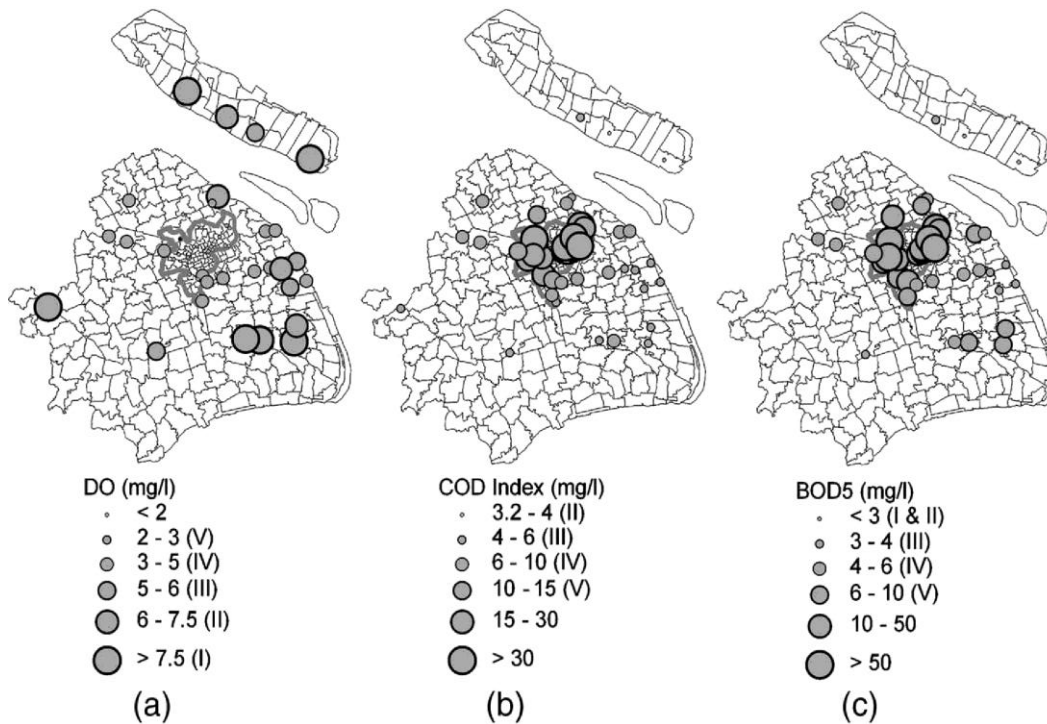 DO (mg/l)
< 2
2 - 3 (V)
3 - 5 (IV)
5 - 6 (III)
6 - 7.5 (II)
> 7.5 (I)
(a)
COD Index (mg/l)
3.2 - 4 (II)
4 - 6 (III)
6 - 10 (IV)
10 - 15 (V)
15 - 30
> 30
(b)
BOD5 (mg/l)
< 3 (I & II)
3 - 4 (III)
4 - 6 (IV)
6 - 10 (V)
10 - 50
> 50
(c)